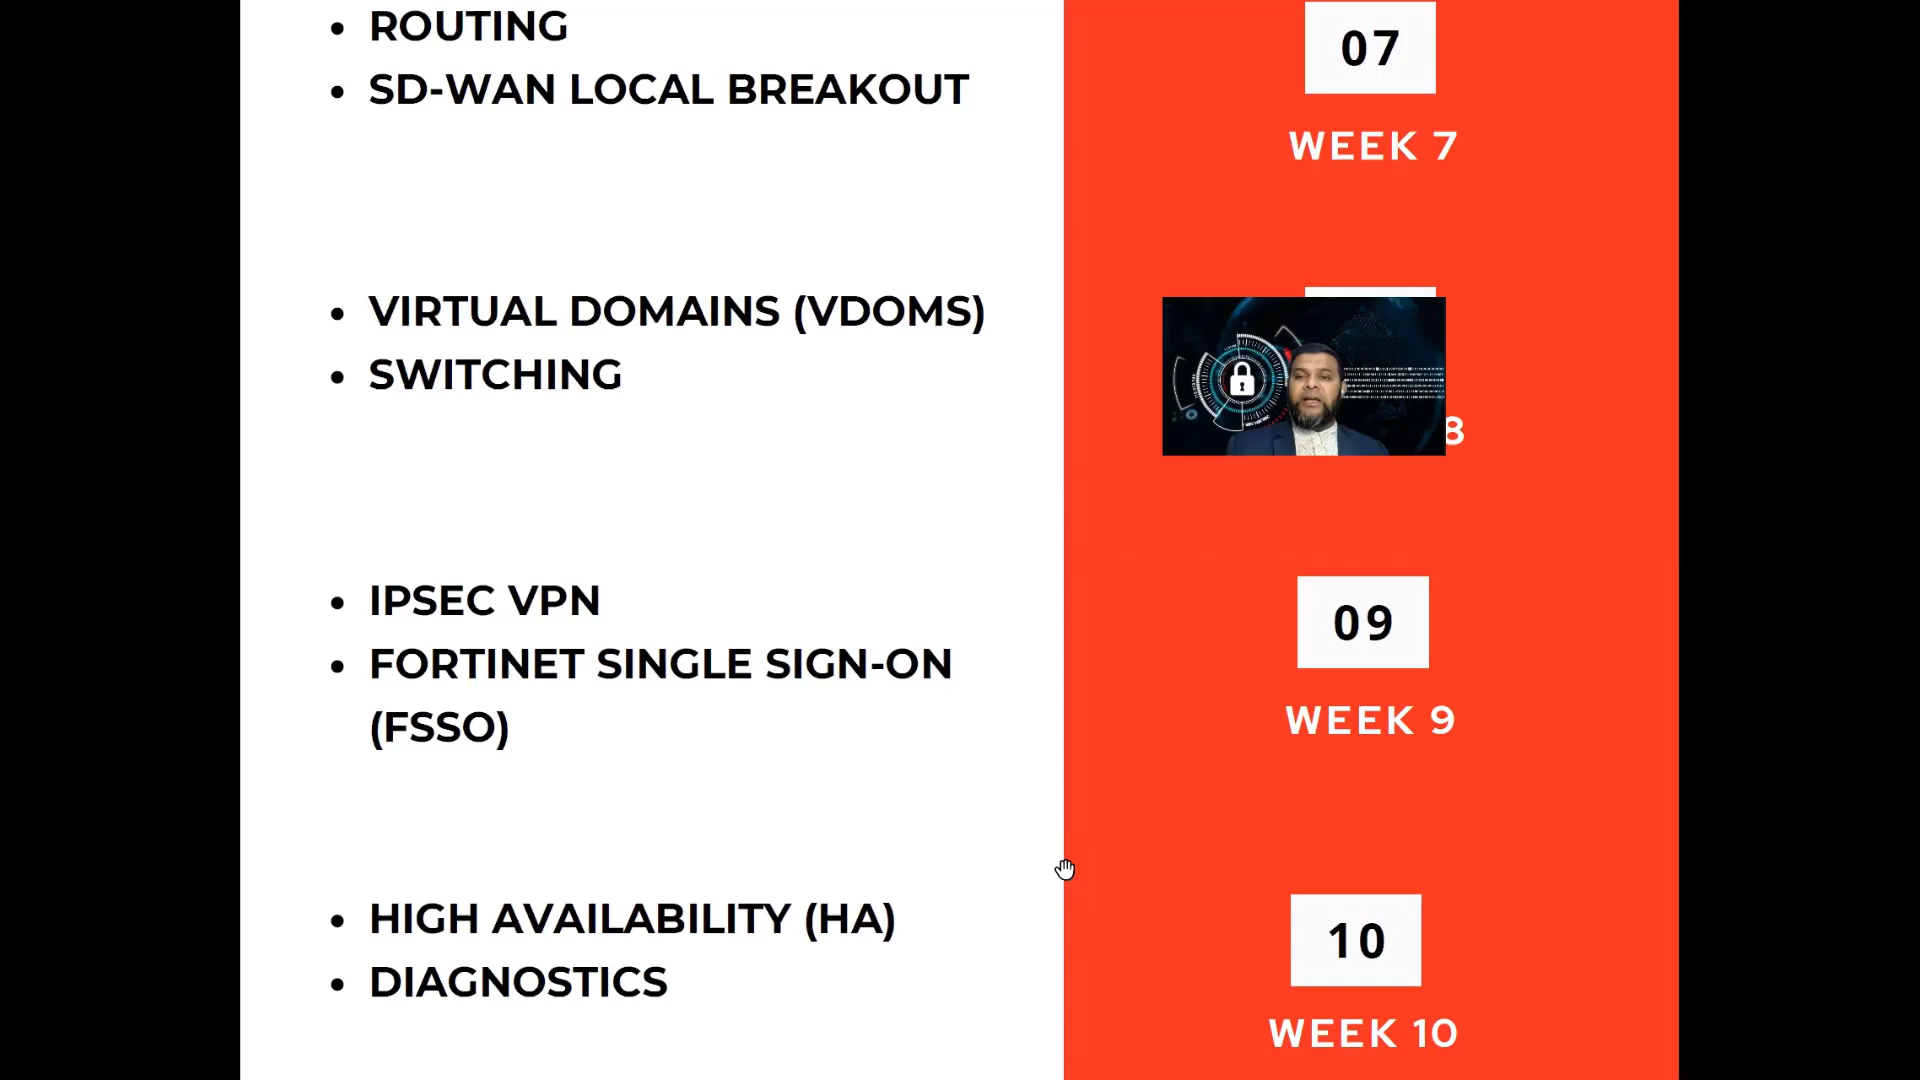 ROUTING
SD-WAN LOCAL BREAKOUT
07
WEEK 7
VIRTUAL DOMAINS (VDOMS)
SWITCHING
8
IPSEC VPN
FORTINET SINGLE SIGN-ON
(FSSO)
09
WEEK 9
HIGH AVAILABILITY (HA)
DIAGNOSTICS
10
WEEK 10